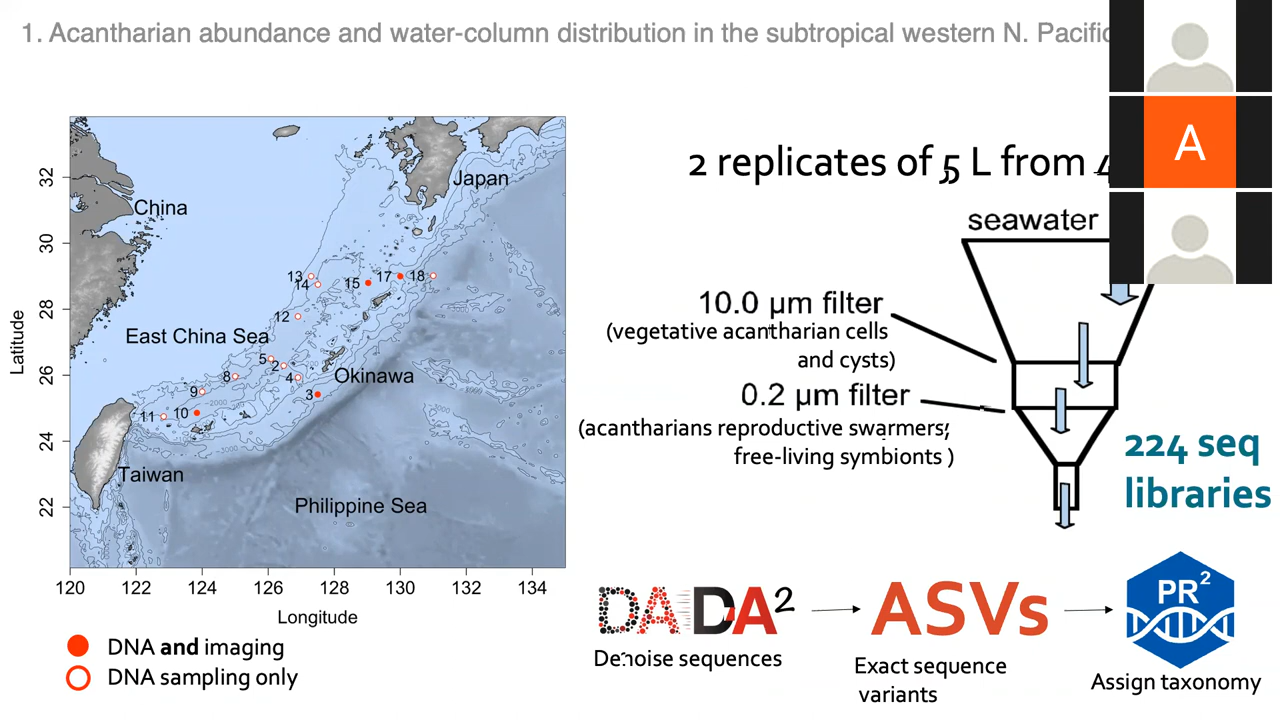 1. Acantharian abundance and water-column distribution in the subtropical western N. Pacific
A
2 replicates of 5 L from 4
seawater
10.0 µm filter
(vegetative acantharian cells
and cysts)
0.2 µm filter
(acantharians reproductive swarmers,
free-living symbionts )
224 seq
libraries
Latitude
32
30
28
26
24
22
China
Japan
East China Sea
Okinawa
Taiwan
Philippine Sea
13
14
15
17
18
12
5
2
4
3
8
9
11
10
2000
3000
120 122 124 126 128 130 132 134
Longitude
DNA and imaging
DNA sampling only
DADA2
Denoise sequences
ASVs
Exact sequence
variants
PR2
Assign taxonomy